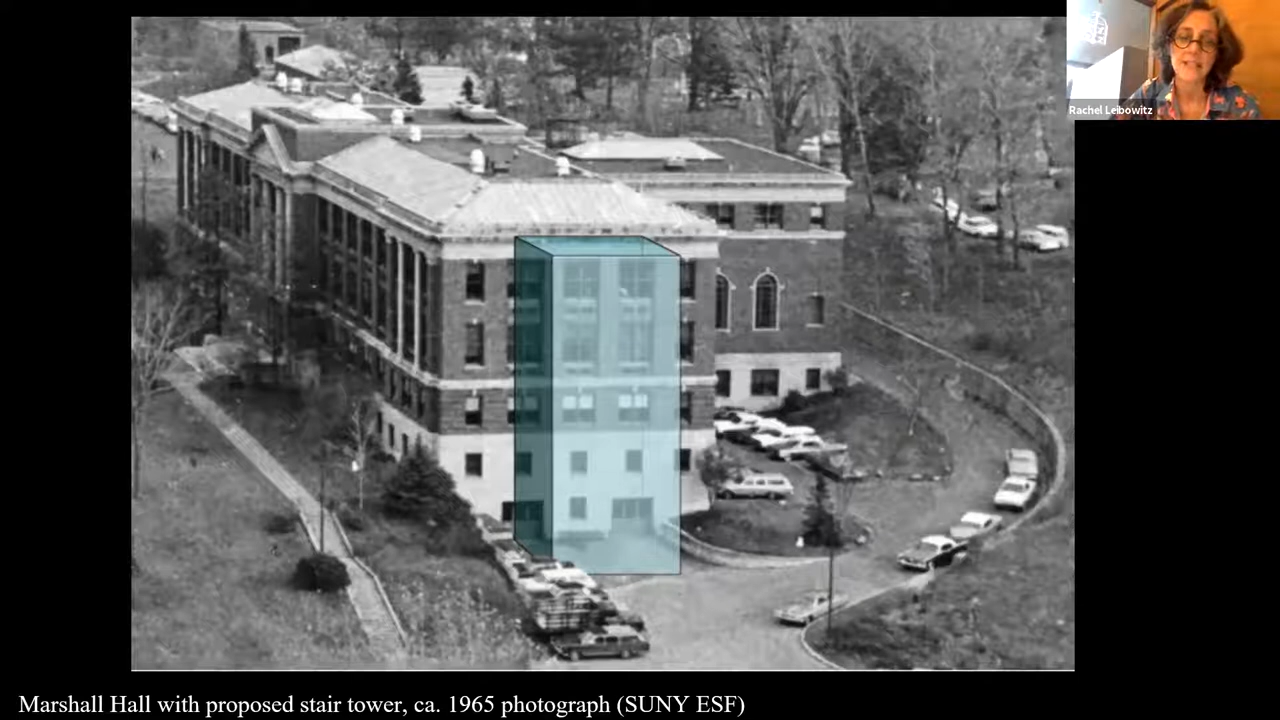 Rachel Leibowitz
Marshall Hall with proposed stair tower, ca. 1965 photograph (SUNY ESF)